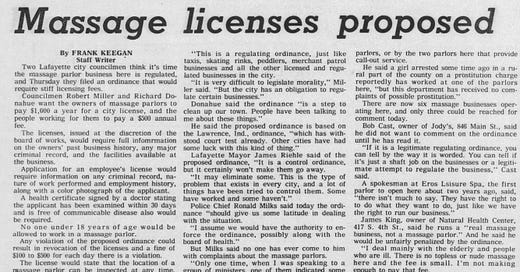 Massage licenses proposed
By FRANK KEEGAN
Staff Writer
Two Lafayette city councilmen think it's time
the massage parlor business here is regulated,
and Thursday they filed an ordinance that would
require stiff licensing fees.
Councilmen Robert Miller and Richard Do-
nahue want the owners of massage parlors to
pay $1,000 a year for a city license, and the
people working for them to pay a $500 annual
fee.
The licenses, issued at the discretion of the
board of works, would require full information
on the owners' past business history, any major
criminal record, and the facilities available at
the business.
Application for an employee's license would
require information on any criminal record, na-
ture of work performed and employment history,
along with a color photograph of the applicant.
A health certificate signed by a doctor stating
the applicant has been examined within 30 days
and is free of communicable disease also would
be required.
No one under 18 years of age would be
allowed to work in a massage parlor.
Any violation of the proposed ordinance could
result in revocation of the licenses and a fine of
$100 to $500 for each day there is a violation.
The license would state that the location of a
massage parlor can be inspected at any time,
"This is a regulating ordinance, just like
taxis, skating rinks, peddlers, merchant patrol
businesses and all the other licensed and regu-
lated businesses in the city.
"It is very difficult to legislate morality," Mil-
ler said. "But the city has an obligation to regu-
late certain businesses."
Donahue said the ordinance "is a step to
clean up our town. People have been talking to
me about these things."
He said the proposed ordinance is based on
the Lawrence, Ind., ordinance, "which has with-
stood court test already. Other cities have had
some luck with this kind of thing."
Lafayette Mayor James Riehle said of the
proposed ordinance, "It is a control ordinance,
but it certainly won't make them go away.
"It may eliminate some. This is the type of
problem that exists in every city, and a lot of
things have been tried to control them. Some
have worked and some haven't."
Police Chief Ronald Milks said today the ordi-
nance "should give us some latitude in dealing
with the situation.
"I assume we would have the authority to en-
force the ordinance, possibly along with the
board of health."
But Milks said no one has ever come to him
with complaints about the massage parlors.
"Only one time, when I was speaking to a
group of ministers, one of them indicated some
parlors, or by the two parlors here that provide
call-out service.
He said a girl arrested some time ago in a ru-
ral part of the county on a prostitution charge
reportedly has worked at one of the parlors
here, "but this department has received no com-
plaints of possible prostitution."
There are now six massage businesses oper-
ating here, and only three could be reached for
comment today.
Bob Cast, owner of Jody's, 846 Main St., said
he did not want to comment on the ordinance
until he has read it.
"If it is a legitimate regulating ordinance, you
can tell by the way it is worded. You can tell if
it's just a shaft job on the business or a legiti-
mate attempt to regulate the business," Cast
said.
A spokesman at Eros Lisure Spa, the first
parlor to open here about two years ago, said,
"there isn't much to say. They have the right to
do what they want to do, just like we have
the right to run our business."
James King, owner of Natural Health Center,
417 S. 4th St., said he runs a "real massage
business, not a massage parlor." And he said he
would be unfairly penalized by the ordinance.
"I deal mainly with the elderly and people
who are ill. There is no topless or nude massage
here and the fee is small. I'm not making
enough to pay that fee.